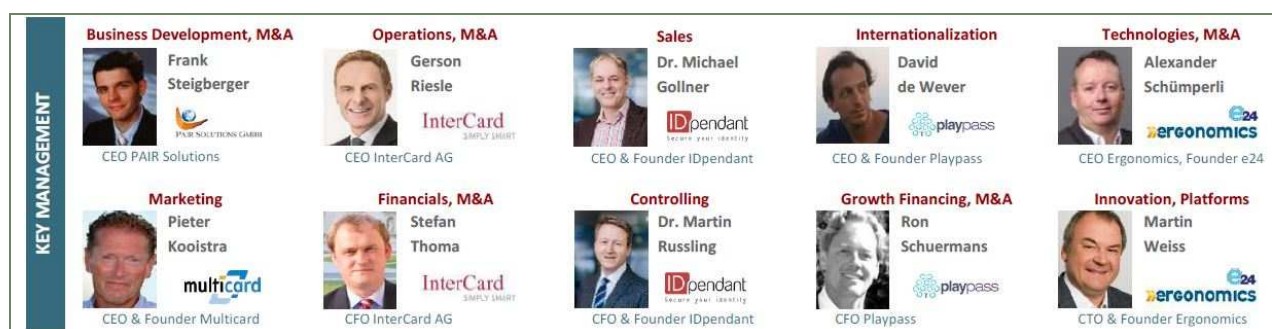 KEY MANAGEMENT
Business Development, M&A
Frank
Steigberger
PAIR SOLUTIONS GMBH
CEO PAIR Solutions
Operations, M&A
Gerson
Riesle
InterCard
SIMPLY SMART
CEO InterCard AG
Sales
Dr. Michael
Gollner
IDpendant
Secure your identity
CEO & Founder IDpendant
Internationalization
David
de Wever
playpass
CEO & Founder Playpass
Technologies, M&A
Alexander
Schümperli
e24
ERGONOMICS
CEO Ergonomics, Founder e24
Marketing
Pieter
Kooistra
multicard
CEO & Founder Multicard
Financials, M&A
Stefan
Thoma
InterCard
SIMPLY SMART
CFO InterCard AG
Controlling
Dr. Martin
Russling
IDpendant
Secure your identity
CFO & Founder IDpendant
Growth Financing, M&A
Ron
Schuermans
playpass
CFO Playpass
Innovation, Platforms
Martin
Weiss
e24
ERGONOMICS
CTO & Founder Ergonomics